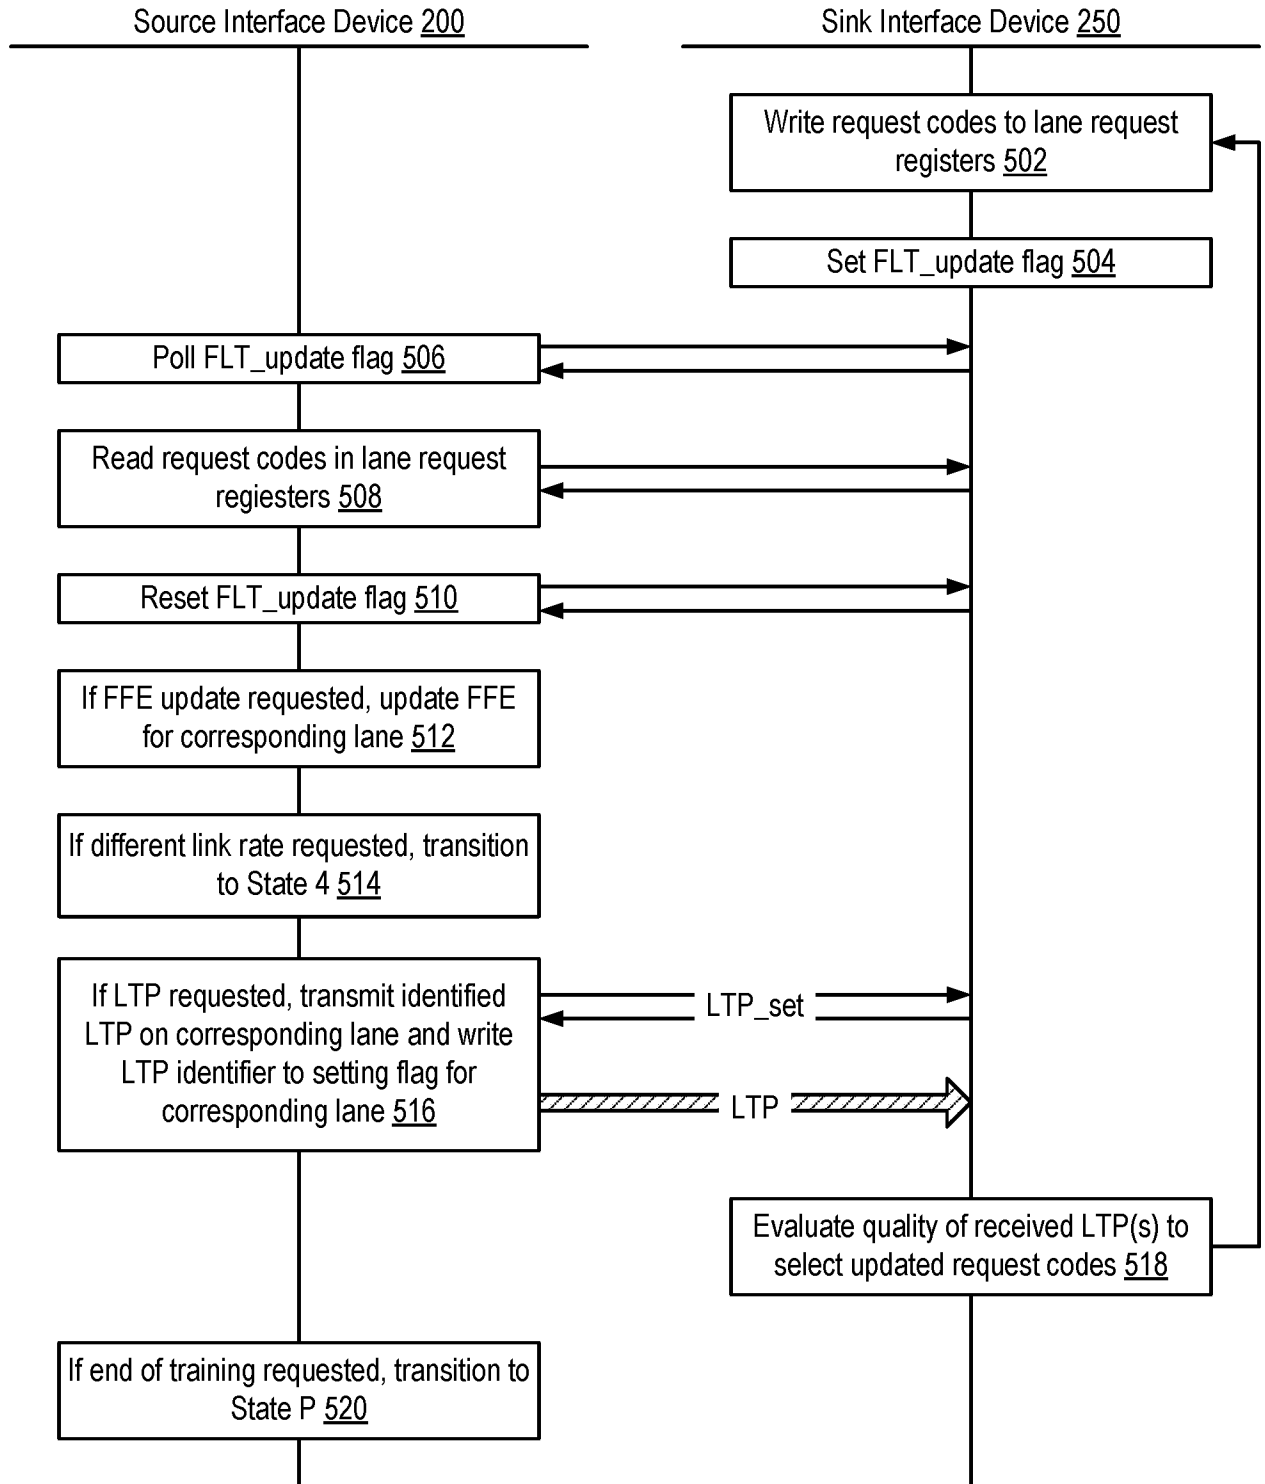 Source Interface Device 200
Sink Interface Device 250
Write request codes to lane request
registers 502
Set FLT_update flag 504
Poll FLT_update flag 506
Read request codes in lane request
regiesters 508
Reset FLT_update flag 510
If FFE update requested, update FFE
for corresponding lane 512
If different link rate requested, transition
to State 4 514
If LTP requested, transmit identified
LTP on corresponding lane and write
LTP identifier to setting flag for
corresponding lane 516
LTP_set
LTP
Evaluate quality of received LTP(s) to
select updated request codes 518
If end of training requested, transition to
State P 520